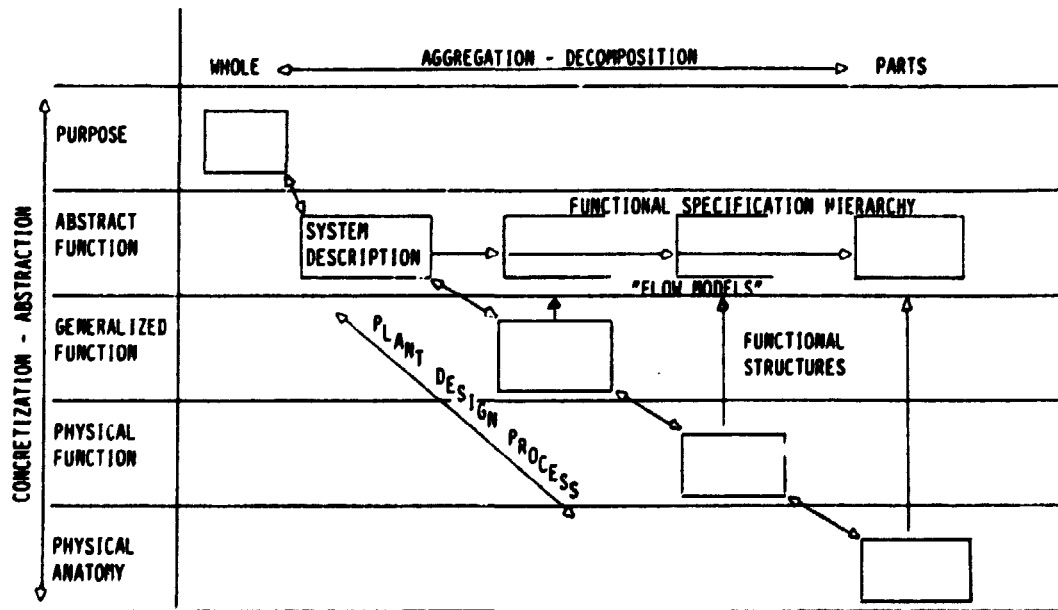 AGGREGATION - DECOMPOSITION
WHOLE
PARTS
CONCRETIZATION - ABSTRACTION
PURPOSE
ABSTRACT
FUNCTION
FUNCTIONAL SPECIFICATION HIERARCHY
SYSTEM
DESCRIPTION
"FLOW MODELS"
GENERALIZED
FUNCTION
PLANT DESIGN PROCESS
FUNCTIONAL
STRUCTURES
PHYSICAL
FUNCTION
PHYSICAL
ANATOMY